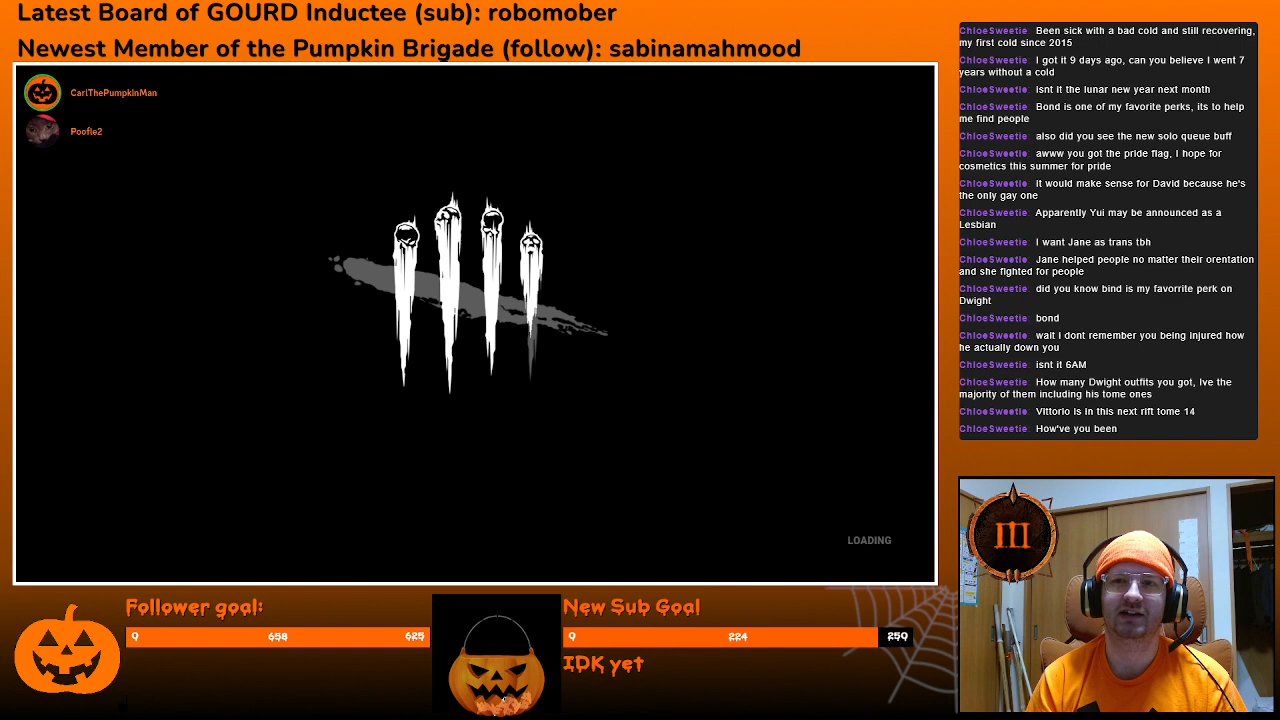 Latest Board of GOURD Inductee (sub): robomober
Newest Member of the Pumpkin Brigade (follow): sabinamahmood
CarlThePumpkinMan
Poofle2
LOADING
ChloeSweetie: Been sick with a bad cold and still recovering,
my first cold since 2015
ChloeSweetie: I got it 9 days ago, can you believe I went 7
years without a cold
ChloeSweetie: Isnt it the lunar new year next month
ChloeSweetie: Bond is one of my favorite perks, its to help
me find people
ChloeSweetie: also did you see the new solo queue buff
ChloeSweetie: awww you got the pride flag, I hope for
cosmetics this summer for pride
ChloeSweetie: It would make sense for David because he's
the only gay one
ChloeSweetie: Apparently Yui may be announced as a
Lesbian
ChloeSweetie: I want Jane as trans tbh
ChloeSweetie: Jane helped people no matter their orentation
and she fighted for people
ChloeSweetie: did you know bind is my favorrite perk on
Dwight
ChloeSweetie: bond
ChloeSweetie: wait I dont remember you being injured how
he actually down you
ChloeSweetie: isnt it 6AM
ChloeSweetie: How many Dwight outfits you got, Ive the
majority of them including his tome ones
ChloeSweetie: Vittorio is in this next rift tome 14
ChloeSweetie: How've you been
III
Follower goal:
0 658 625
New Sub Goal
0 224 250
IDK yet